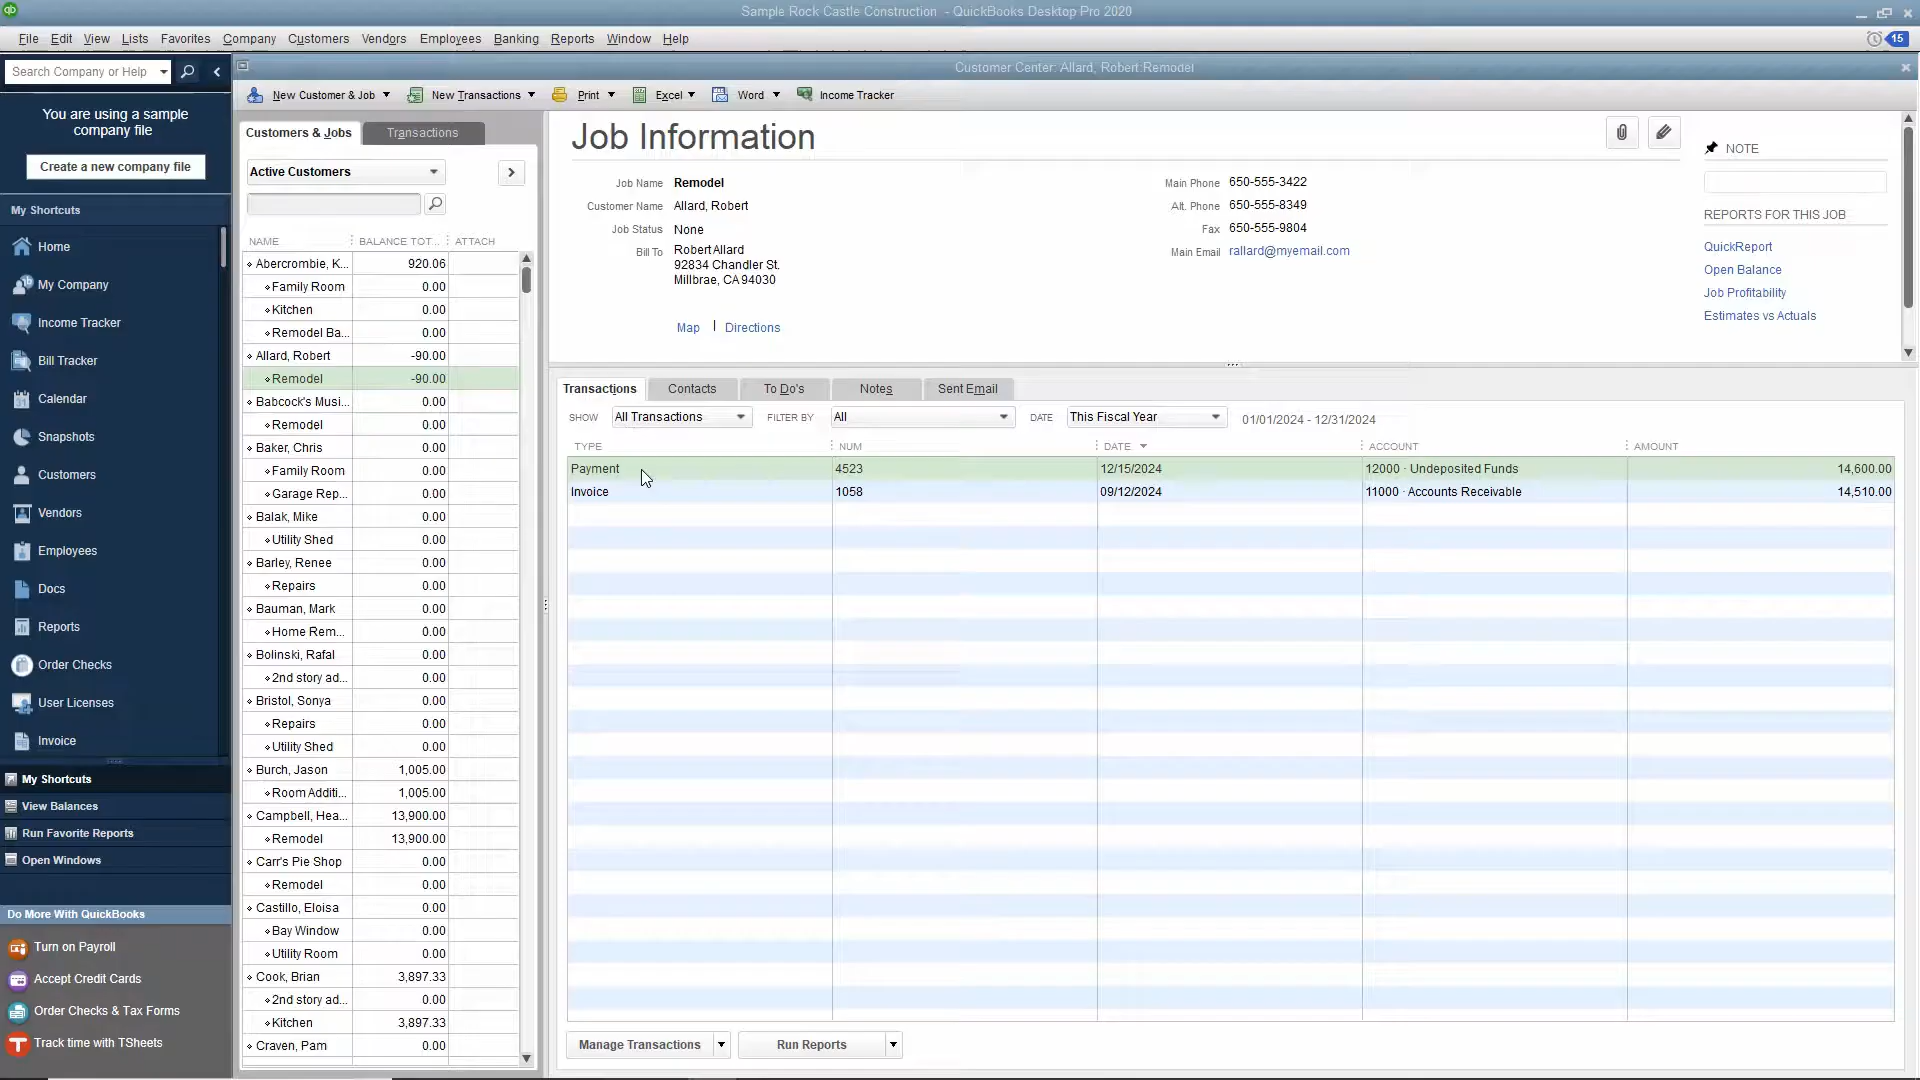 Sample Rock Castle Construction - QuickBooks Desktop Pro 2020
File Edit View Lists Favorites Company Customers Vendors Employees Banking Reports Window Help
15
Search Company or Help
Customer Center: Allard, Robert:Remodel
New Customer & Job New Transactions Print Excel Word Income Tracker
You are using a sample
company file
Create a new company file
My Shortcuts
Home
My Company
Income Tracker
Bill Tracker
Calendar
Snapshots
Customers
Vendors
Employees
Docs
Reports
Order Checks
User Licenses
Invoice
My Shortcuts
View Balances
Run Favorite Reports
Open Windows
Do More With QuickBooks
Turn on Payroll
Accept Credit Cards
Order Checks & Tax Forms
Track time with TSheets
Customers & Jobs Transactions
Active Customers
NAME BALANCE TOT... ATTACH
Abercrombie, K... 920.06
Family Room 0.00
Kitchen 0.00
Remodel Ba... 0.00
Allard, Robert -90.00
Remodel -90.00
Babcock's Musi... 0.00
Remodel 0.00
Baker, Chris 0.00
Family Room 0.00
Garage Rep... 0.00
Balak, Mike 0.00
Utility Shed 0.00
Barley, Renee 0.00
Repairs 0.00
Bauman, Mark 0.00
Home Rem... 0.00
Bolinski, Rafal 0.00
2nd story ad... 0.00
Bristol, Sonya 0.00
Repairs 0.00
Utility Shed 0.00
Burch, Jason 1,005.00
Room Additi... 1,005.00
Campbell, Hea... 13,900.00
Remodel 13,900.00
Carr's Pie Shop 0.00
Remodel 0.00
Castillo, Eloisa 0.00
Bay Window 0.00
Utility Room 0.00
Cook, Brian 3,897.33
2nd story ad... 0.00
Kitchen 3,897.33
Craven, Pam 0.00
Job Information
Job Name Remodel
Customer Name Allard, Robert
Job Status None
Bill To Robert Allard
92834 Chandler St.
Millbrae, CA 94030
Map | Directions
Main Phone 650-555-3422
Alt. Phone 650-555-8349
Fax 650-555-9804
Main Email rallard@myemail.com
NOTE
REPORTS FOR THIS JOB
QuickReport
Open Balance
Job Profitability
Estimates vs Actuals
Transactions Contacts To Do's Notes Sent Email
SHOW All Transactions FILTER BY All DATE This Fiscal Year 01/01/2024 - 12/31/2024
TYPE NUM DATE ACCOUNT AMOUNT
Payment 4523 12/15/2024 12000 · Undeposited Funds 14,600.00
Invoice 1058 09/12/2024 11000 · Accounts Receivable 14,510.00
Manage Transactions Run Reports